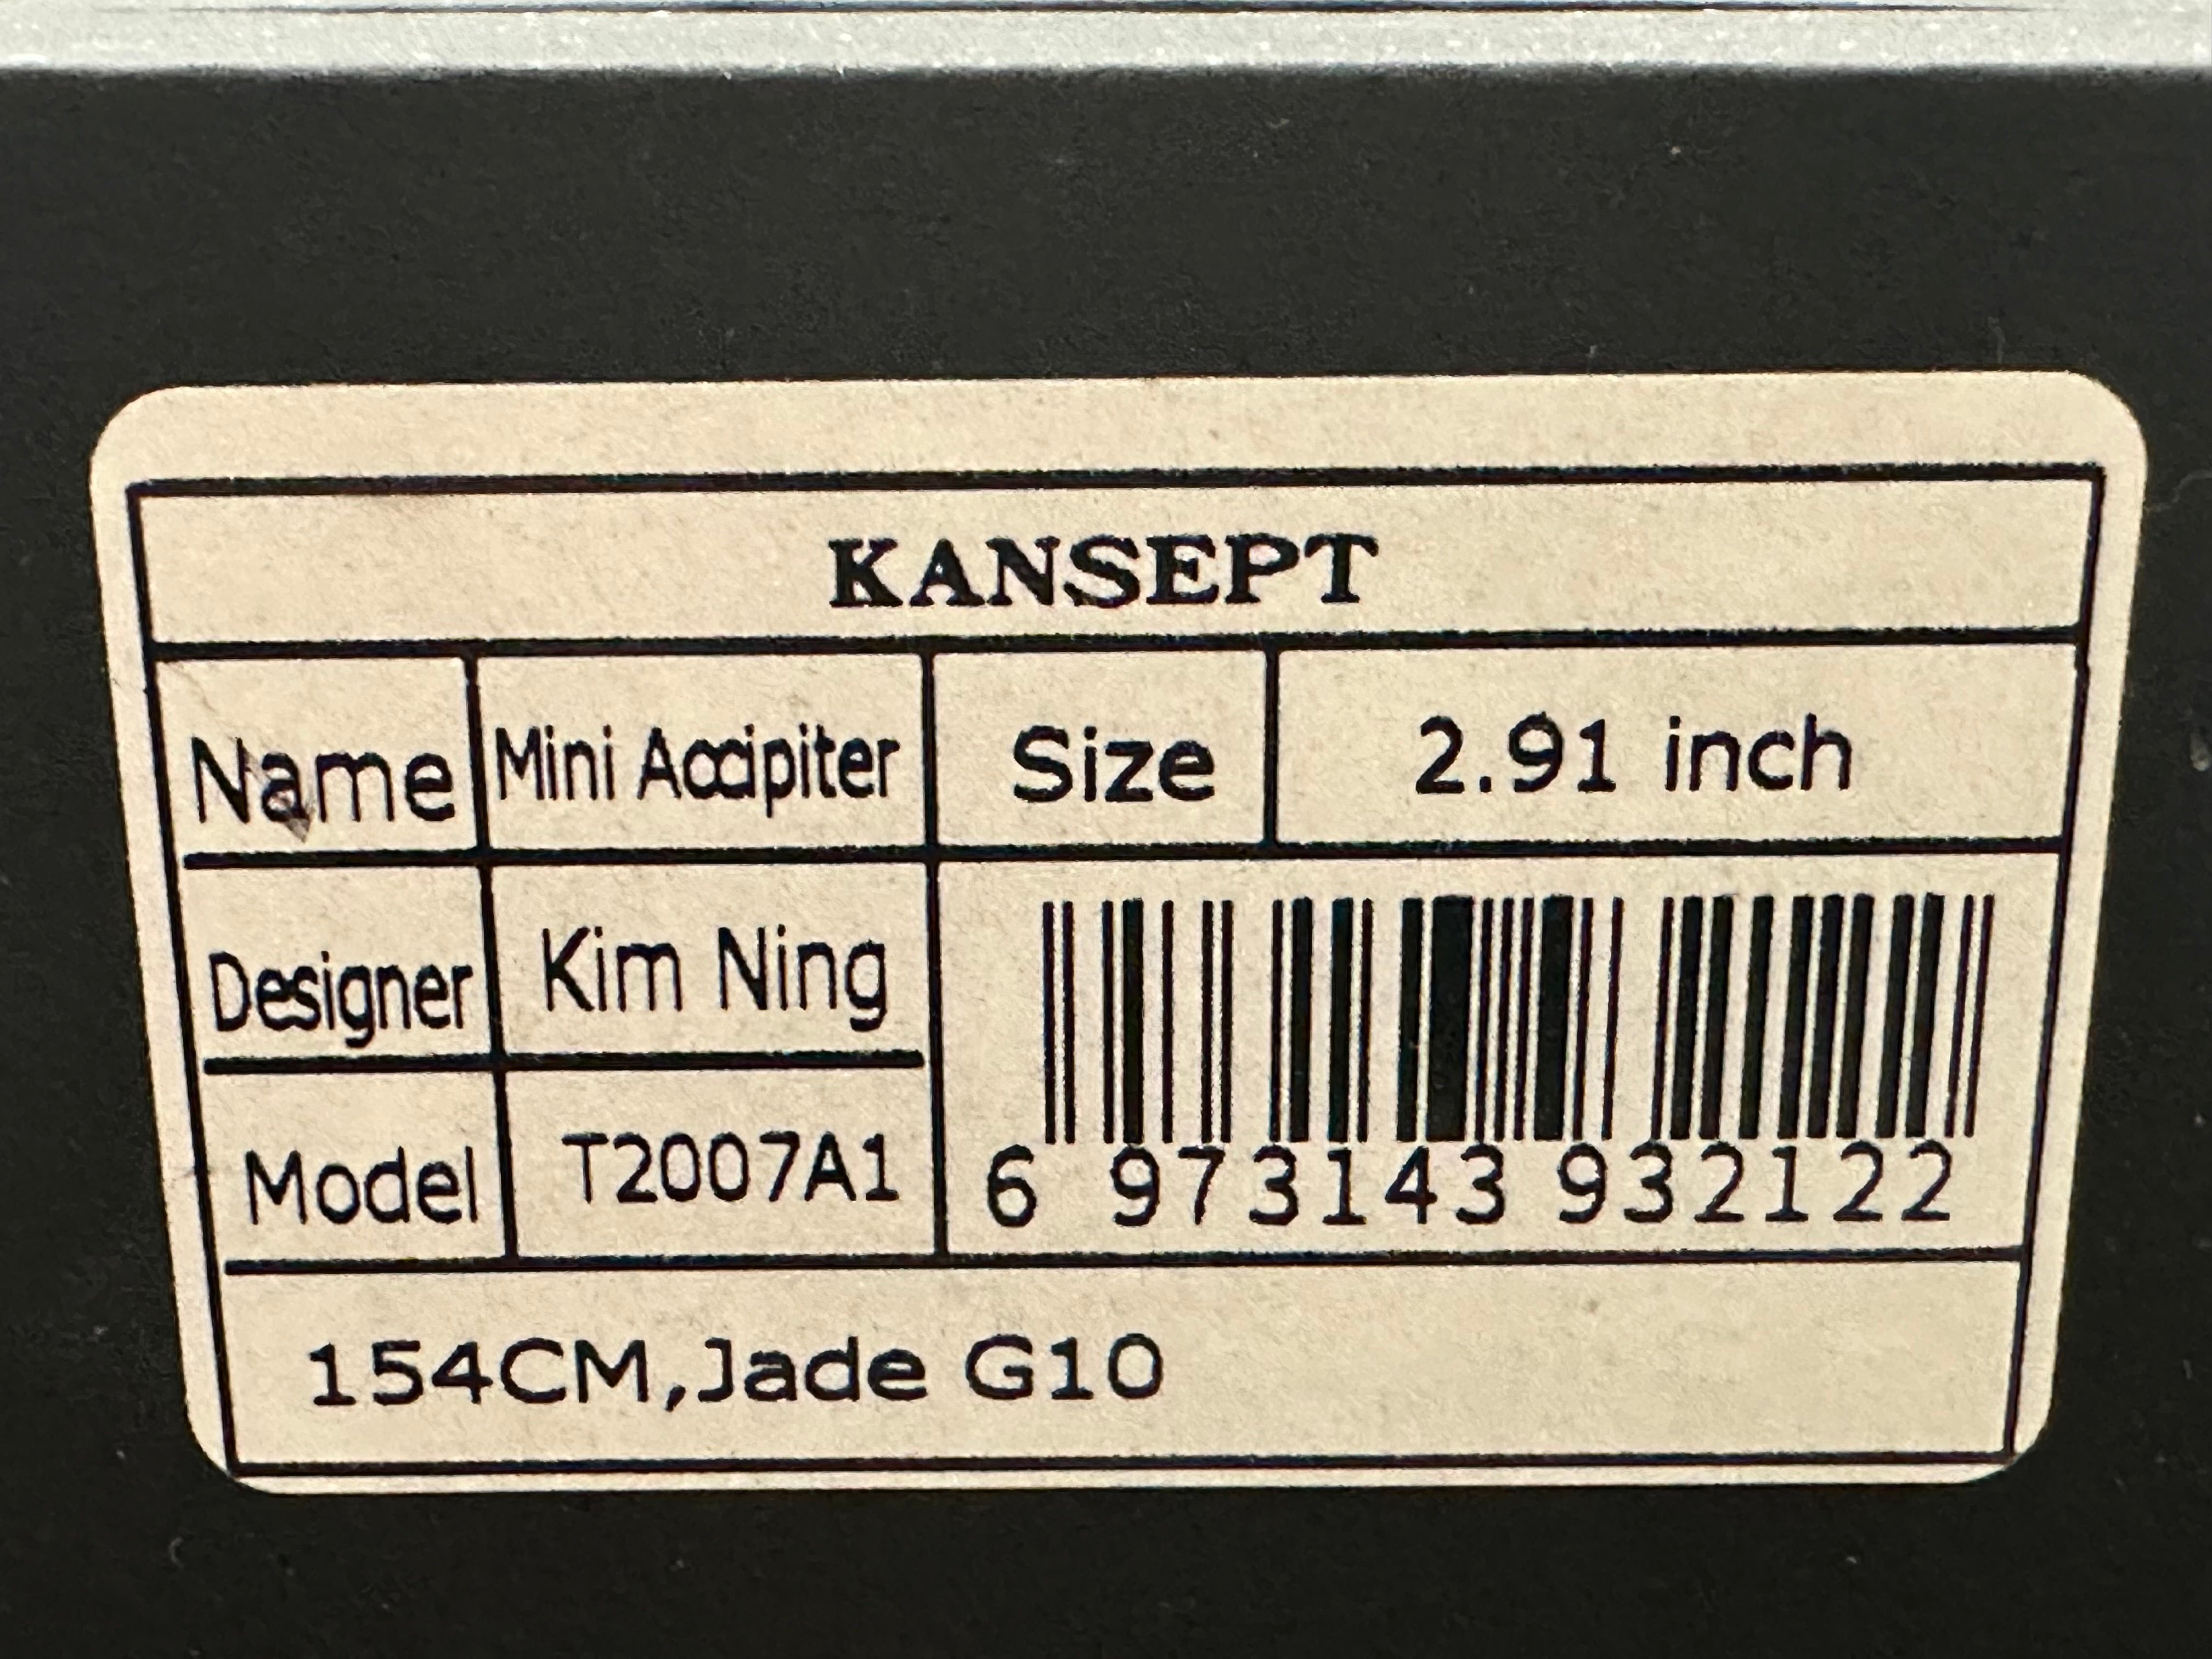 KANSEPT
Name Mini Accipiter Size 2.91 inch
Designer Kim Ning
Model T2007A1 6 973143 932122
154CM,Jade G10